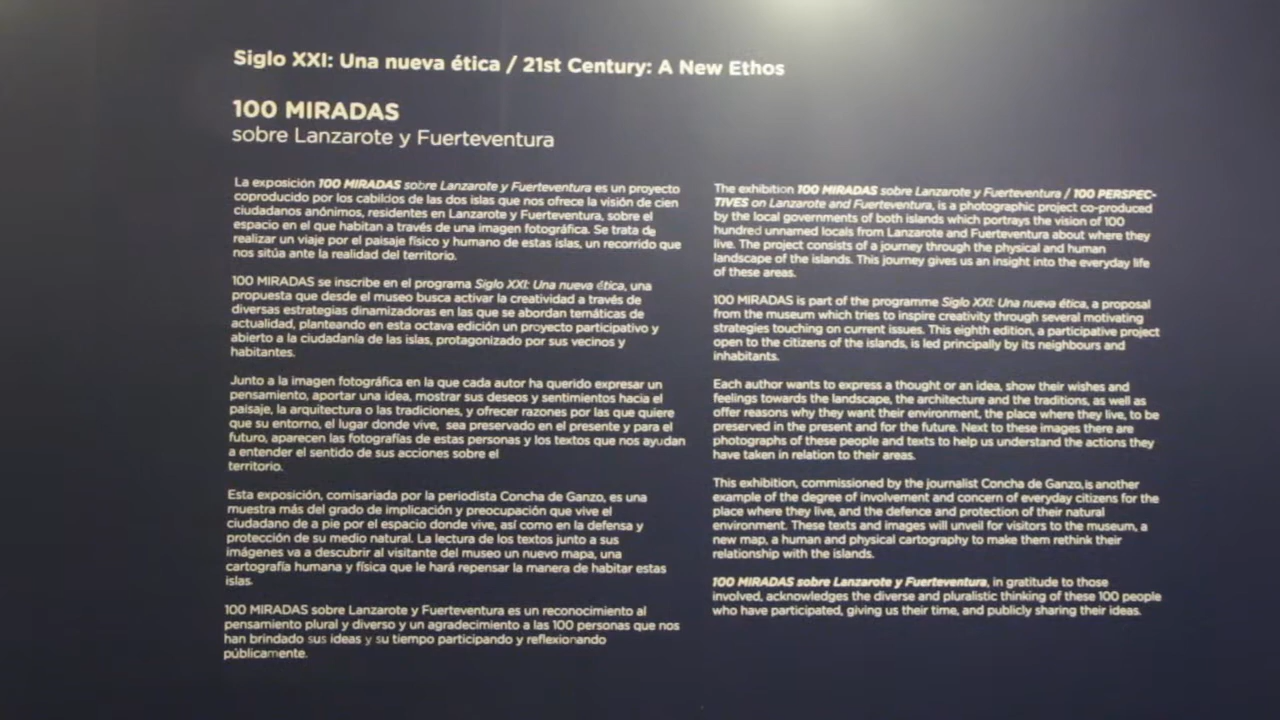 Siglo XXI: Una nueva ética / 21st Century: A New Ethos
100 MIRADAS
sobre Lanzarote y Fuerteventura
La exposición 100 MIRADAS sobre Lanzarote y Fuerteventura es un proyecto
coproducido por los cabildos de las dos islas que nos ofrece la visión de cien
ciudadanos anónimos, residentes en Lanzarote y Fuerteventura, sobre el
espacio en el que habitan a través de una imagen fotográfica. Se trata de
realizar un viaje por el paisaje físico y humano de estas islas, un recorrido que
nos sitúa ante la realidad del territorio.
100 MIRADAS se inscribe en el programa Siglo XXI: Una nueva ética, una
propuesta que desde el museo busca activar la creatividad a través de
diversas estrategias dinamizadoras en las que se abordan temáticas de
actualidad, planteando en esta octava edición un proyecto participativo y
abierto a la ciudadanía de las islas, protagonizado por sus vecinos y
habitantes.
Junto a la imagen fotográfica en la que cada autor ha querido expresar un
pensamiento, aportar una idea, mostrar sus deseos y sentimientos hacia el
paisaje, la arquitectura o las tradiciones, y ofrecer razones por las que quiere
que su entorno, el lugar donde vive, sea preservado en el presente y para el
futuro, aparecen las fotografías de estas personas y los textos que nos ayudan
a entender el sentido de sus acciones sobre el
territorio.
Esta exposición, comisariada por la periodista Concha de Ganzo, es una
muestra más del grado de implicación y preocupación que vive el
ciudadano de a pie por el espacio donde vive, así como en la defensa y
protección de su medio natural. La lectura de los textos junto a sus
imágenes va a descubrir al visitante del museo un nuevo mapa, una
cartografía humana y física que le hará repensar la manera de habitar estas
islas.
100 MIRADAS sobre Lanzarote y Fuerteventura es un reconocimiento al
pensamiento plural y diverso y un agradecimiento a las 100 personas que nos
han brindado sus ideas y su tiempo participando y reflexionando
públicamente.
The exhibition 100 MIRADAS sobre Lanzarote y Fuerteventura / 100 PERSPEC-
TIVES on Lanzarote and Fuerteventura, is a photographic project co-produced
by the local governments of both islands which portrays the vision of 100
hundred unnamed locals from Lanzarote and Fuerteventura about where they
live. The project consists of a journey through the physical and human
landscape of the islands. This journey gives us an insight into the everyday life
of these areas.
100 MIRADAS is part of the programme Siglo XXI: Una nueva ética, a proposal
from the museum which tries to inspire creativity through several motivating
strategies touching on current issues. This eighth edition, a participative project
open to the citizens of the islands, is led principally by its neighbours and
inhabitants.
Each author wants to express a thought or an idea, show their wishes and
feelings towards the landscape, the architecture and the traditions, as well as
offer reasons why they want their environment, the place where they live, to be
preserved in the present and for the future. Next to these images there are
photographs of these people and texts to help us understand the actions they
have taken in relation to their areas.
This exhibition, commissioned by the journalist Concha de Ganzo, is another
example of the degree of involvement and concern of everyday citizens for the
place where they live, and the defence and protection of their natural
environment. These texts and images will unveil for visitors to the museum, a
new map, a human and physical cartography to make them rethink their
relationship with the islands.
100 MIRADAS sobre Lanzarote y Fuerteventura, in gratitude to those
involved, acknowledges the diverse and pluralistic thinking of these 100 people
who have participated, giving us their time, and publicly sharing their ideas.